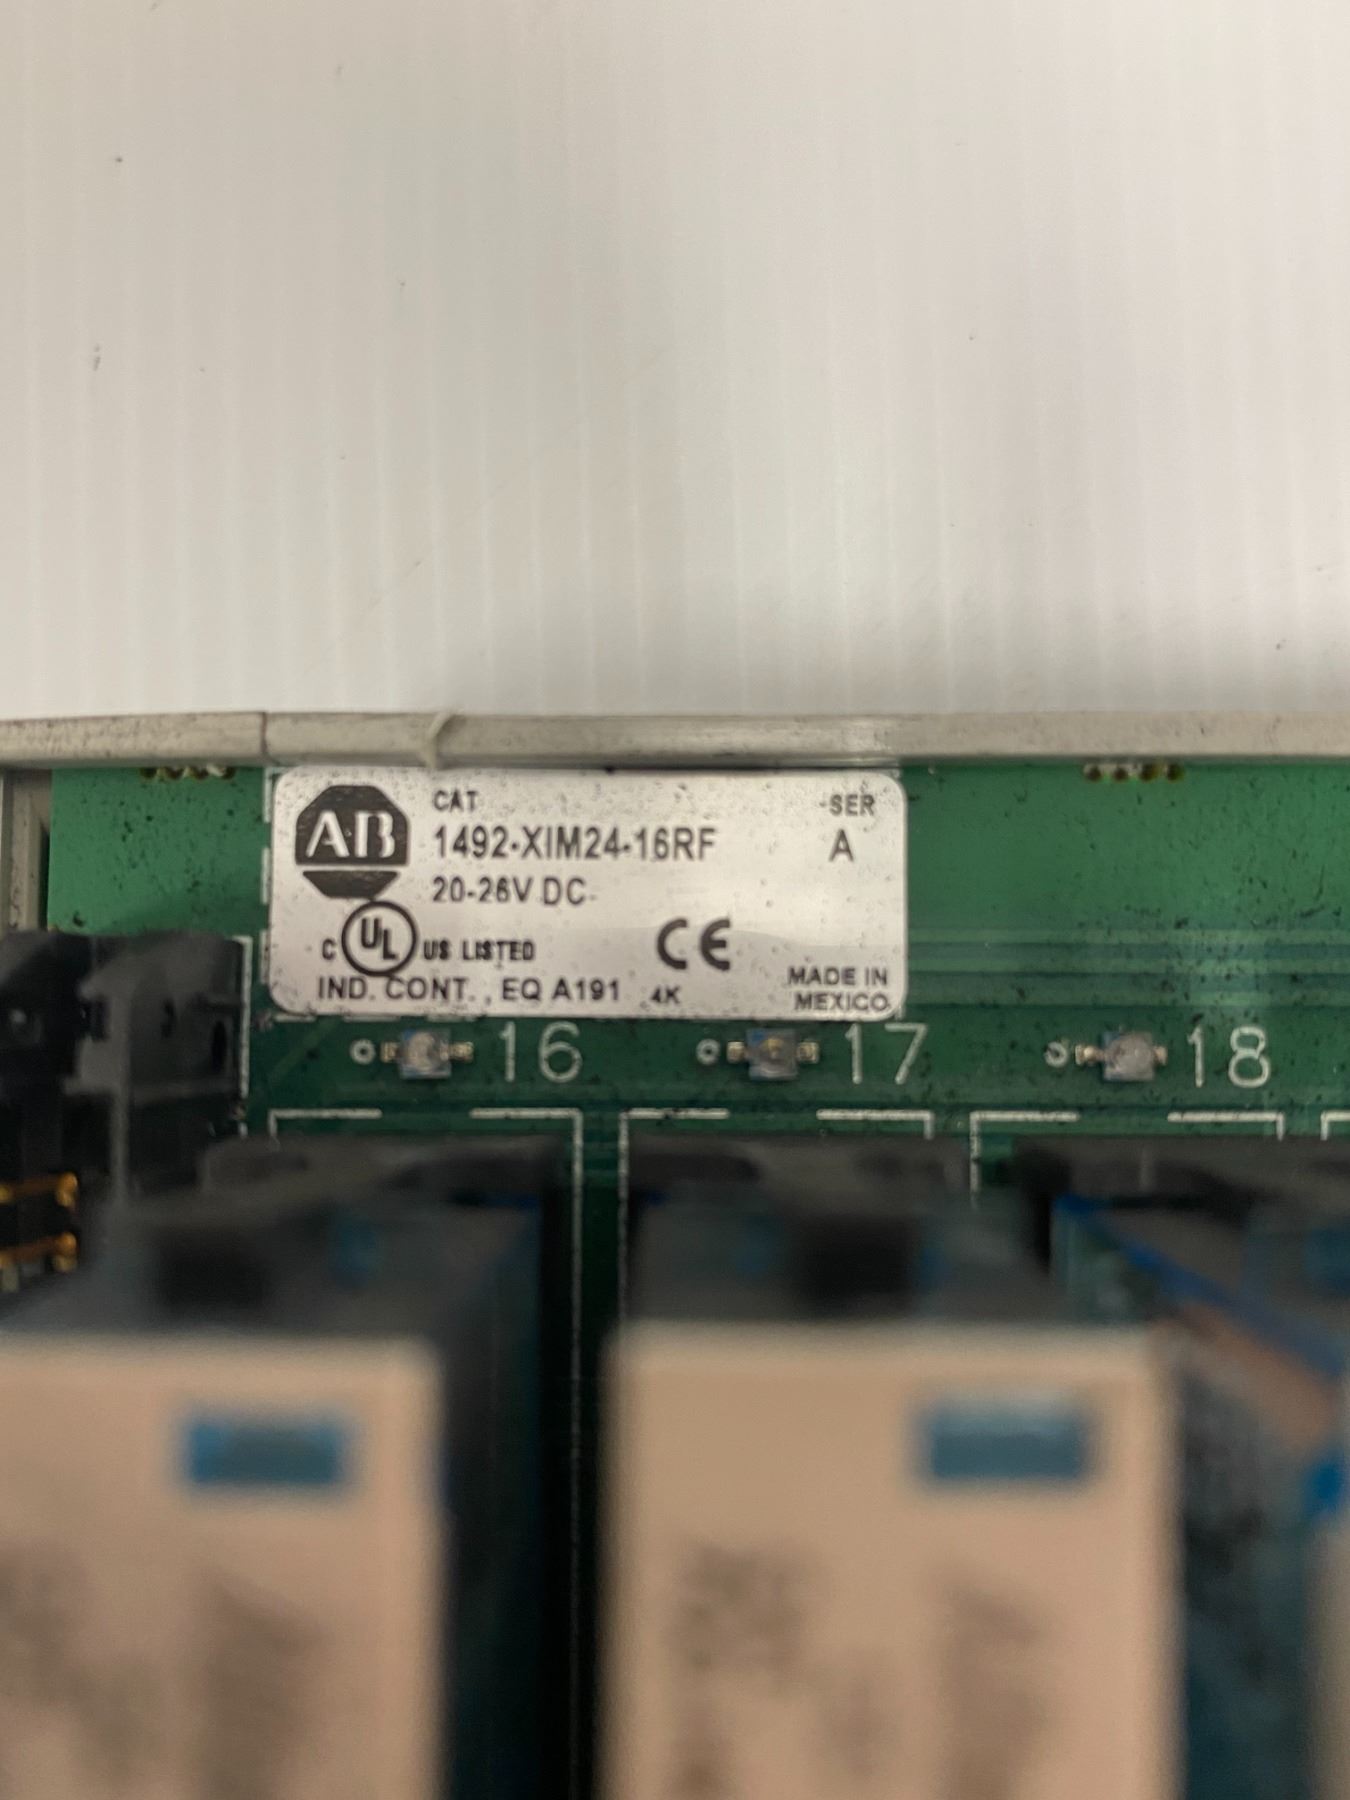 AB
CAT
SER
1492-XIM24-16RF
A
20-26V DC
C UL US LISTED
CE
IND. CONT., EQ A191 4K
MADE IN
MEXICO
16
17
18